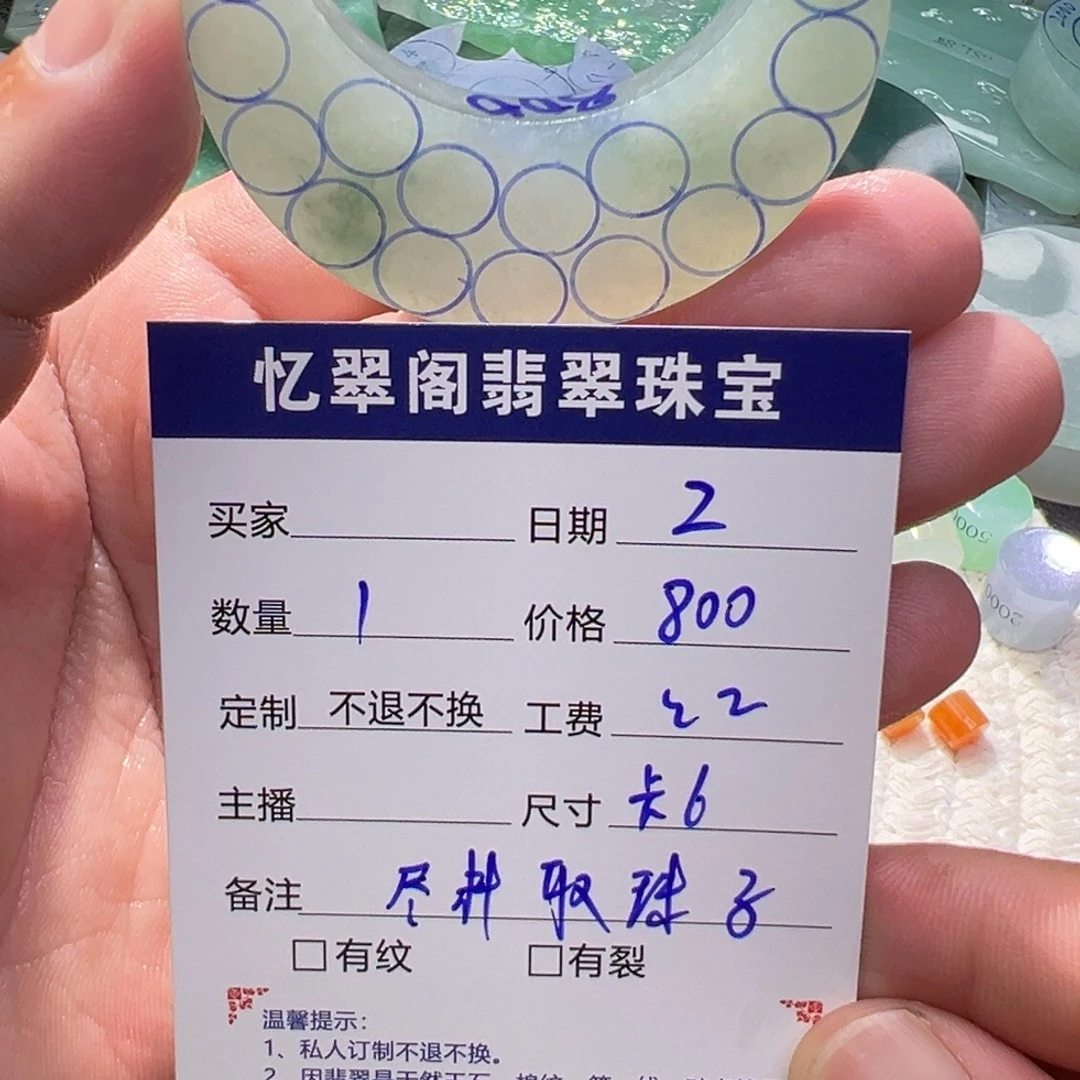 忆翠阁翡翠珠宝
买家 日期 2
数量 1 价格 800
定制 不退不换 工费
主播 尺寸 卡6
备注 尽料取珠子
□有纹 □有裂
温馨提示:
1、私人订制不退不换。
5000
2000